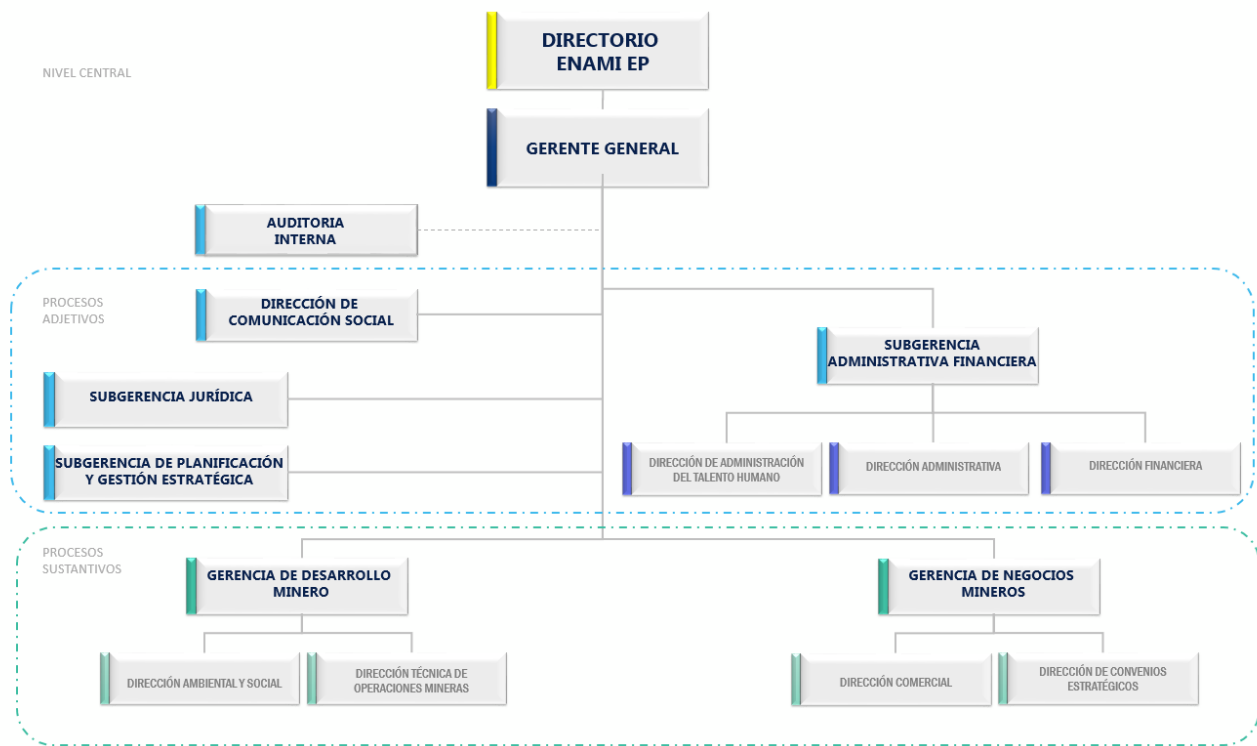 DIRECTORIO
ENAMI EP
NIVEL CENTRAL
GERENTE GENERAL
AUDITORIA
INTERNA
PROCESOS
ADJETIVOS
DIRECCIÓN DE
COMUNICACIÓN SOCIAL
SUBGERENCIA
ADMINISTRATIVA FINANCIERA
SUBGERENCIA JURÍDICA
SUBGERENCIA DE PLANIFICACIÓN
Y GESTIÓN ESTRATÉGICA
DIRECCIÓN DE ADMINISTRACIÓN
DEL TALENTO HUMANO
DIRECCIÓN ADMINISTRATIVA
DIRECCIÓN FINANCIERA
PROCESOS
SUSTANTIVOS
GERENCIA DE DESARROLLO
MINERO
GERENCIA DE NEGOCIOS
MINEROS
DIRECCIÓN AMBIENTAL Y SOCIAL
DIRECCIÓN TÉCNICA DE
OPERACIONES MINERAS
DIRECCIÓN COMERCIAL
DIRECCIÓN DE CONVENIOS
ESTRATÉGICOS